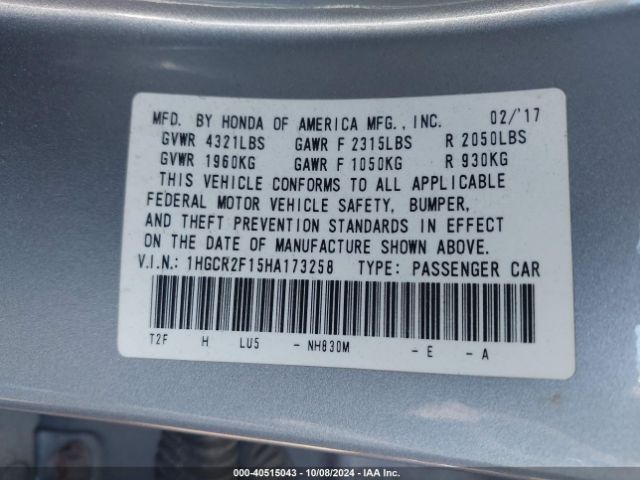 MFD. BY HONDA OF AMERICA MFG., INC. 02/'17
GVWR 4321LBS GAWR F 2315LBS R 2050LBS
GVWR 1960KG GAWR F 1050KG R 930KG
THIS VEHICLE CONFORMS TO ALL APPLICABLE
FEDERAL MOTOR VEHICLE SAFETY, BUMPER,
AND THEFT PREVENTION STANDARDS IN EFFECT
ON THE DATE OF MANUFACTURE SHOWN ABOVE.
V.I.N.: 1HGCR2F15HA173258 TYPE: PASSENGER CAR
T2F H LU5 - NH830M - E - A
000-40515043 - 10/08/2024 - IAA Inc.